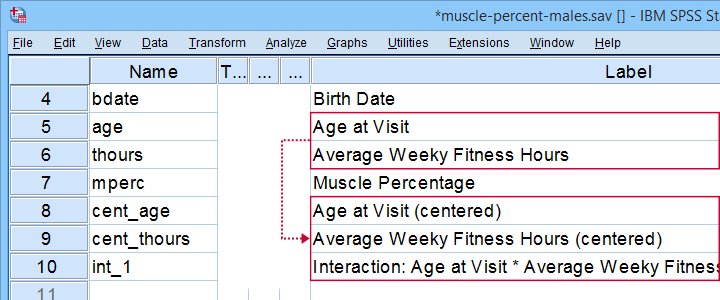 *muscle-percent-males.sav [] - IBM SPSS St
File Edit View Data Transform Analyze Graphs Utilities Extensions Window Help
Name T... ... ... Label
4 bdate Birth Date
5 age Age at Visit
6 thours Average Weekly Fitness Hours
7 mperc Muscle Percentage
8 cent_age Age at Visit (centered)
9 cent_thours Average Weekly Fitness Hours (centered)
10 int_1 Interaction: Age at Visit * Average Weekly Fitness
11